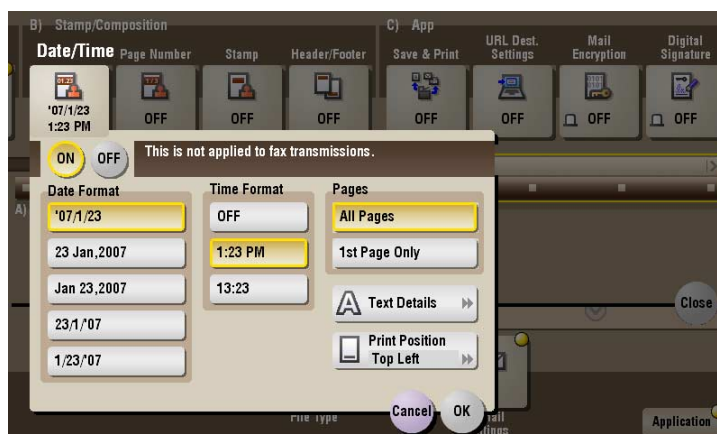 B) Stamp/Composition
C) App
Date/Time
Page Number
Stamp
Header/Footer
Save & Print
URL Dest. Settings
Mail Encryption
Digital Signature
'07/1/23
1:23 PM
OFF
OFF
OFF
OFF
OFF
OFF
OFF
ON
OFF
This is not applied to fax transmissions.
A)
Date Format
'07/1/23
23 Jan,2007
Jan 23,2007
23/1/'07
1/23/'07
Time Format
OFF
1:23 PM
13:23
Pages
All Pages
1st Page Only
A Text Details
Print Position
Top Left
Close
Cancel
OK
File Type
Application